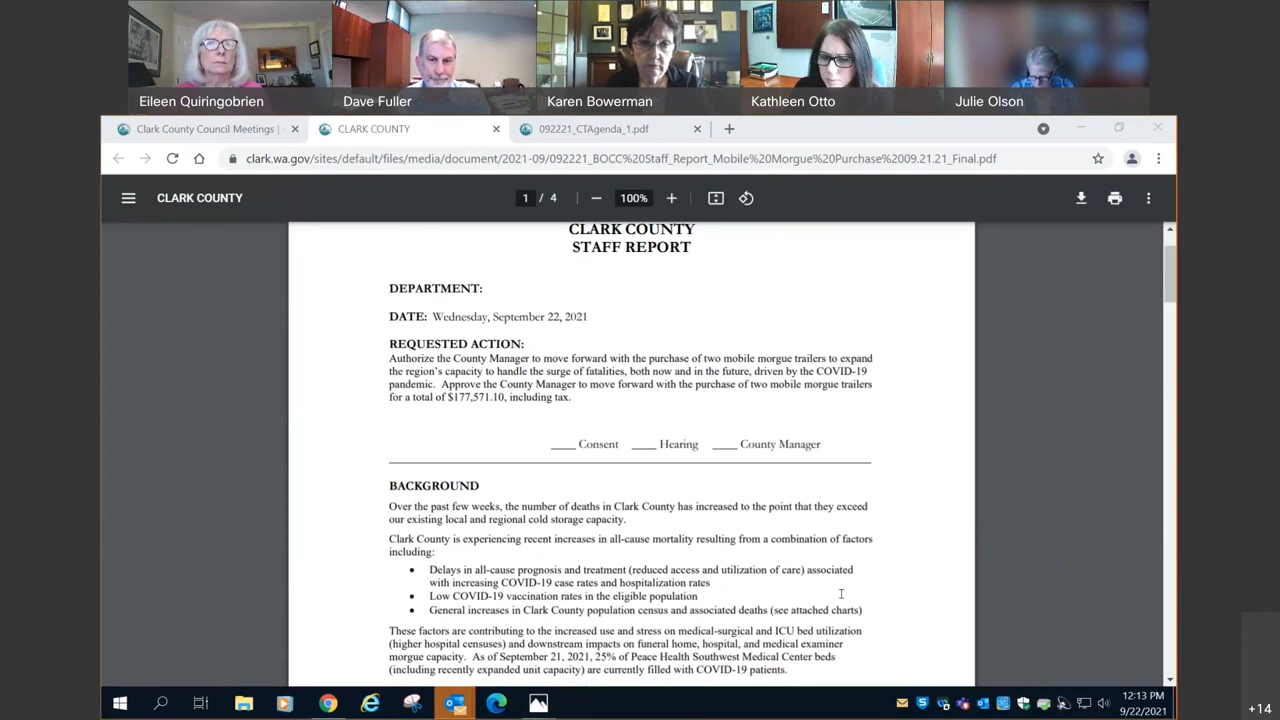 Eileen Quiringobrien
Dave Fuller
Karen Bowerman
Kathleen Otto
Julie Olson
Clark County Council Meetings |
CLARK COUNTY
092221_CTAgenda_1.pdf
clark.wa.gov/sites/default/files/media/document/2021-09/092221_BOCC%20Staff_Report_Mobile%20Morgue%20Purchase%2009.21.21_Final.pdf
CLARK COUNTY
1 / 4
100%
CLARK COUNTY
STAFF REPORT
DEPARTMENT:
DATE: Wednesday, September 22, 2021
REQUESTED ACTION:
Authorize the County Manager to move forward with the purchase of two mobile morgue trailers to expand
the region's capacity to handle the surge of fatalities, both now and in the future, driven by the COVID-19
pandemic. Approve the County Manager to move forward with the purchase of two mobile morgue trailers
for a total of $177,571.10, including tax.
____ Consent ____ Hearing ____ County Manager
BACKGROUND
Over the past few weeks, the number of deaths in Clark County has increased to the point that they exceed
our existing local and regional cold storage capacity.
Clark County is experiencing recent increases in all-cause mortality resulting from a combination of factors
including:
• Delays in all-cause prognosis and treatment (reduced access and utilization of care) associated
with increasing COVID-19 case rates and hospitalization rates
• Low COVID-19 vaccination rates in the eligible population
• General increases in Clark County population census and associated deaths (see attached charts)
These factors are contributing to the increased use and stress on medical-surgical and ICU bed utilization
(higher hospital censuses) and downstream impacts on funeral home, hospital, and medical examiner
morgue capacity. As of September 21, 2021, 25% of Peace Health Southwest Medical Center beds
(including recently expanded unit capacity) are currently filled with COVID-19 patients.
12:13 PM
9/22/2021
+14